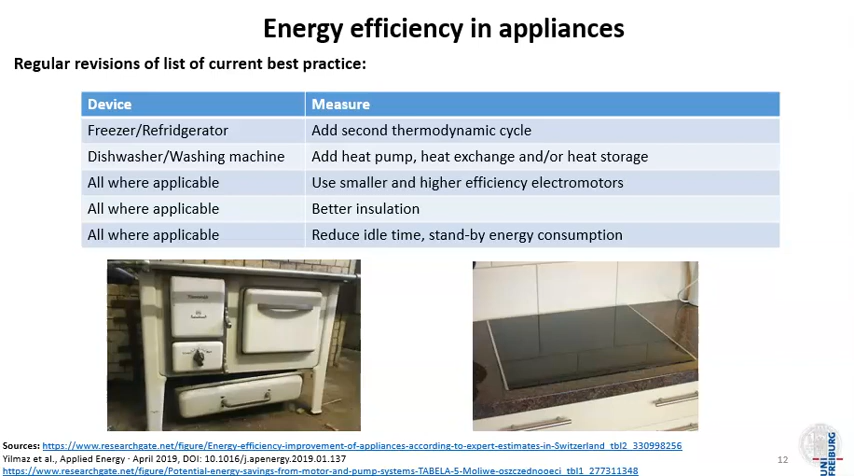 Energy efficiency in appliances
Regular revisions of list of current best practice:
Device Measure
Freezer/Refridgerator Add second thermodynamic cycle
Dishwasher/Washing machine Add heat pump, heat exchange and/or heat storage
All where applicable Use smaller and higher efficiency electromotors
All where applicable Better insulation
All where applicable Reduce idle time, stand-by energy consumption
Sources: https://www.researchgate.net/figure/Energy-efficiency-improvement-of-appliances-according-to-expert-estimates-in-Switzerland_tbl2_330998256
Yilmaz et al., Applied Energy · April 2019, DOI: 10.1016/j.apenergy.2019.01.137
https://www.researchgate.net/figure/Potential-energy-savings-from-motor-and-pump-systems-TABELA-5-Moliwe-oszczednooeci_tbl1_277311348
12
UNI
FREIBURG